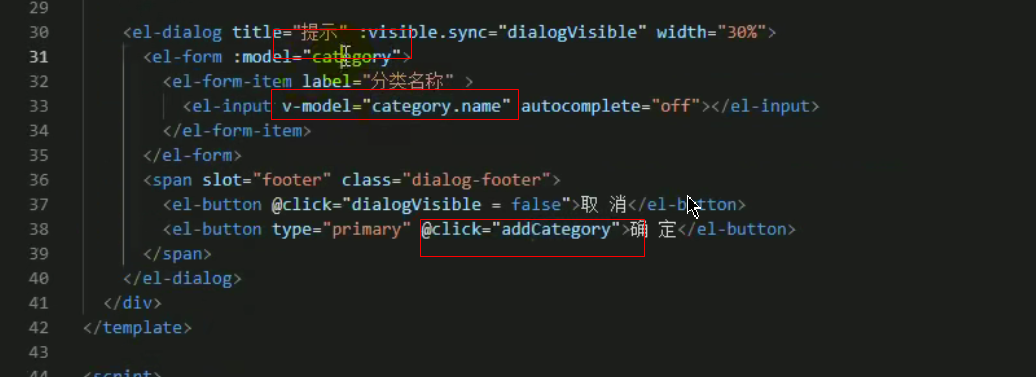 29
30 <el-dialog title="提示" :visible.sync="dialogVisible" width="30%">
31 <el-form :model="category">
32 <el-form-item label="分类名称" >
33 <el-input v-model="category.name" autocomplete="off"></el-input>
34 </el-form-item>
35 </el-form>
36 <span slot="footer" class="dialog-footer">
37 <el-button @click="dialogVisible = false">取 消</el-button>
38 <el-button type="primary" @click="addCategory">确 定</el-button>
39 </span>
40 </el-dialog>
41 </div>
42 </template>
43
44 <script>